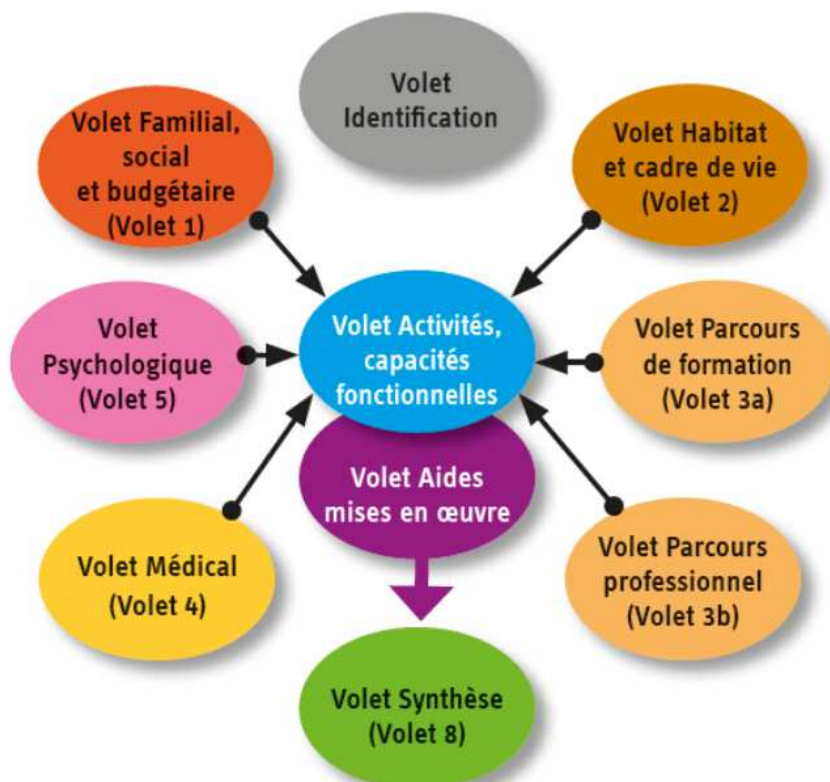 Volet
Identification
Volet Familial,
social
et budgétaire
(Volet 1)
Volet Habitat
et cadre de vie
(Volet 2)
Volet
Psychologique
(Volet 5)
Volet Activités,
capacités
fonctionnelles
Volet Parcours
de formation
(Volet 3a)
Volet Aides
mises en œuvre
Volet Médical
(Volet 4)
Volet Parcours
professionnel
(Volet 3b)
Volet Synthèse
(Volet 8)